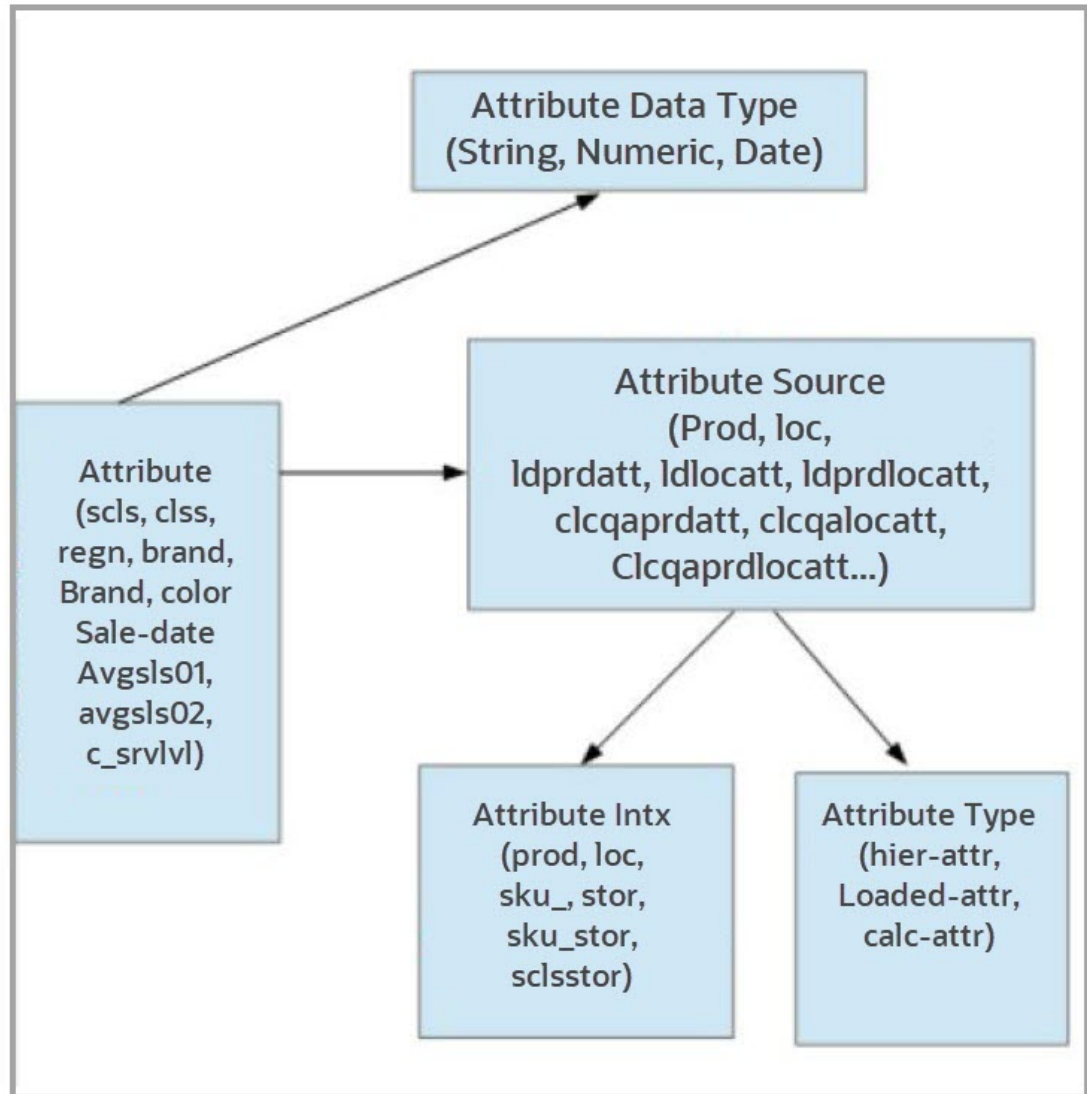 Attribute Data Type
(String, Numeric, Date)
Attribute Source
(Prod, loc,
ldprdatt, ldlocatt, ldprdlocatt,
clcqaprdatt, clcqalocatt,
Clcqaprdlocatt...)
Attribute
(scls, clss,
regn, brand,
Brand, color
Sale-date
Avgsls01,
avgsls02,
c_srvlvl)
Attribute Intx
(prod, loc,
sku_, stor,
sku_stor,
sclsstor)
Attribute Type
(hier-attr,
Loaded-attr,
calc-attr)